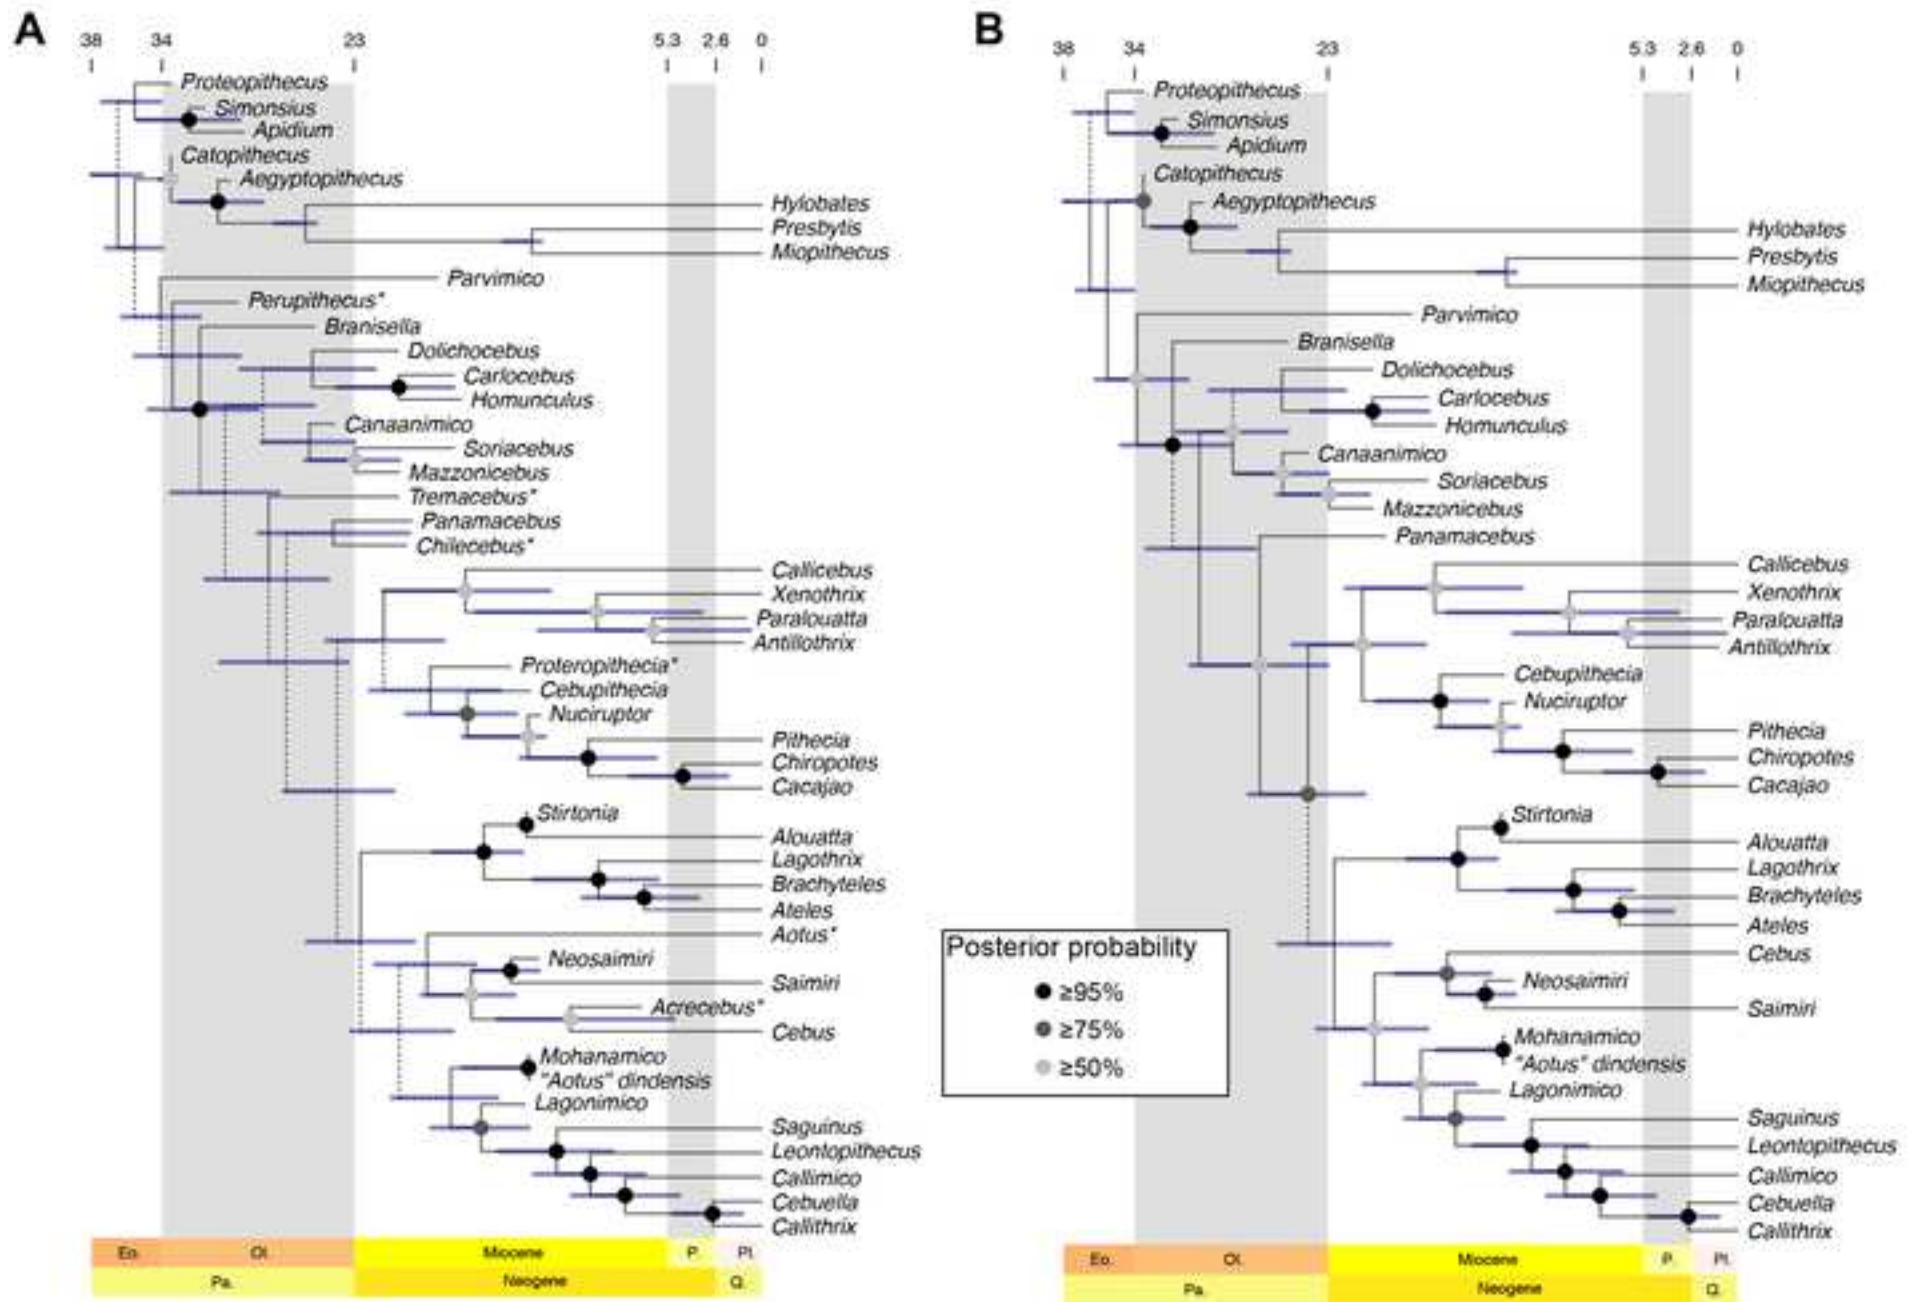 A
38 34 23 5.3 2.6 0
Proteopithecus
Simonsius
Apidium
Catopithecus
Aegyptopithecus
Hylobates
Presbytis
Miopithecus
Parvimico
Perupithecus*
Branisella
Dolichocebus
Carlocebus
Homunculus
Canaanimico
Soriacebus
Mazzonicebus
Tremacebus*
Panamacebus
Chilecebus*
Callicebus
Xenothrix
Paralouatta
Antillothrix
Proteropithecia*
Cebupithecia
Nuciruptor
Pithecia
Chiropotes
Cacajao
Stirtonia
Alouatta
Lagothrix
Brachyteles
Ateles
Aotus*
Neosaimiri
Saimiri
Acrecebus*
Cebus
Mohanamico
"Aotus" dindensis
Lagonimico
Saguinus
Leontopithecus
Callimico
Cebuella
Callithrix
Eo. Ol. Miocene P. Pl.
Pa. Neogene Q.
B
38 34 23 5.3 2.6 0
Proteopithecus
Simonsius
Apidium
Catopithecus
Aegyptopithecus
Hylobates
Presbytis
Miopithecus
Parvimico
Branisella
Dolichocebus
Carlocebus
Homunculus
Canaanimico
Soriacebus
Mazzonicebus
Panamacebus
Callicebus
Xenothrix
Paralouatta
Antillothrix
Cebupithecia
Nuciruptor
Pithecia
Chiropotes
Cacajao
Stirtonia
Alouatta
Lagothrix
Brachyteles
Ateles
Cebus
Neosaimiri
Saimiri
Mohanamico
"Aotus" dindensis
Lagonimico
Saguinus
Leontopithecus
Callimico
Cebuella
Callithrix
Eo. Ol. Miocene P. Pl.
Pa. Neogene Q.
Posterior probability
≥95%
≥75%
≥50%